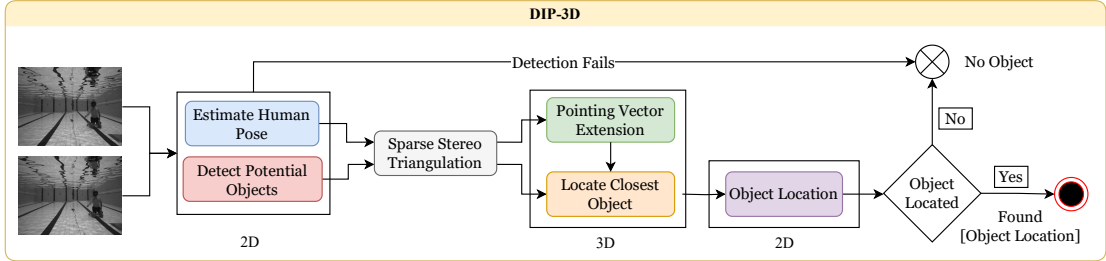 DIP-3D
Detection Fails
No Object
Estimate Human
Pose
Detect Potential
Objects
2D
Sparse Stereo
Triangulation
Pointing Vector
Extension
Locate Closest
Object
3D
Object Location
2D
No
Object
Located
Yes
Found
[Object Location]